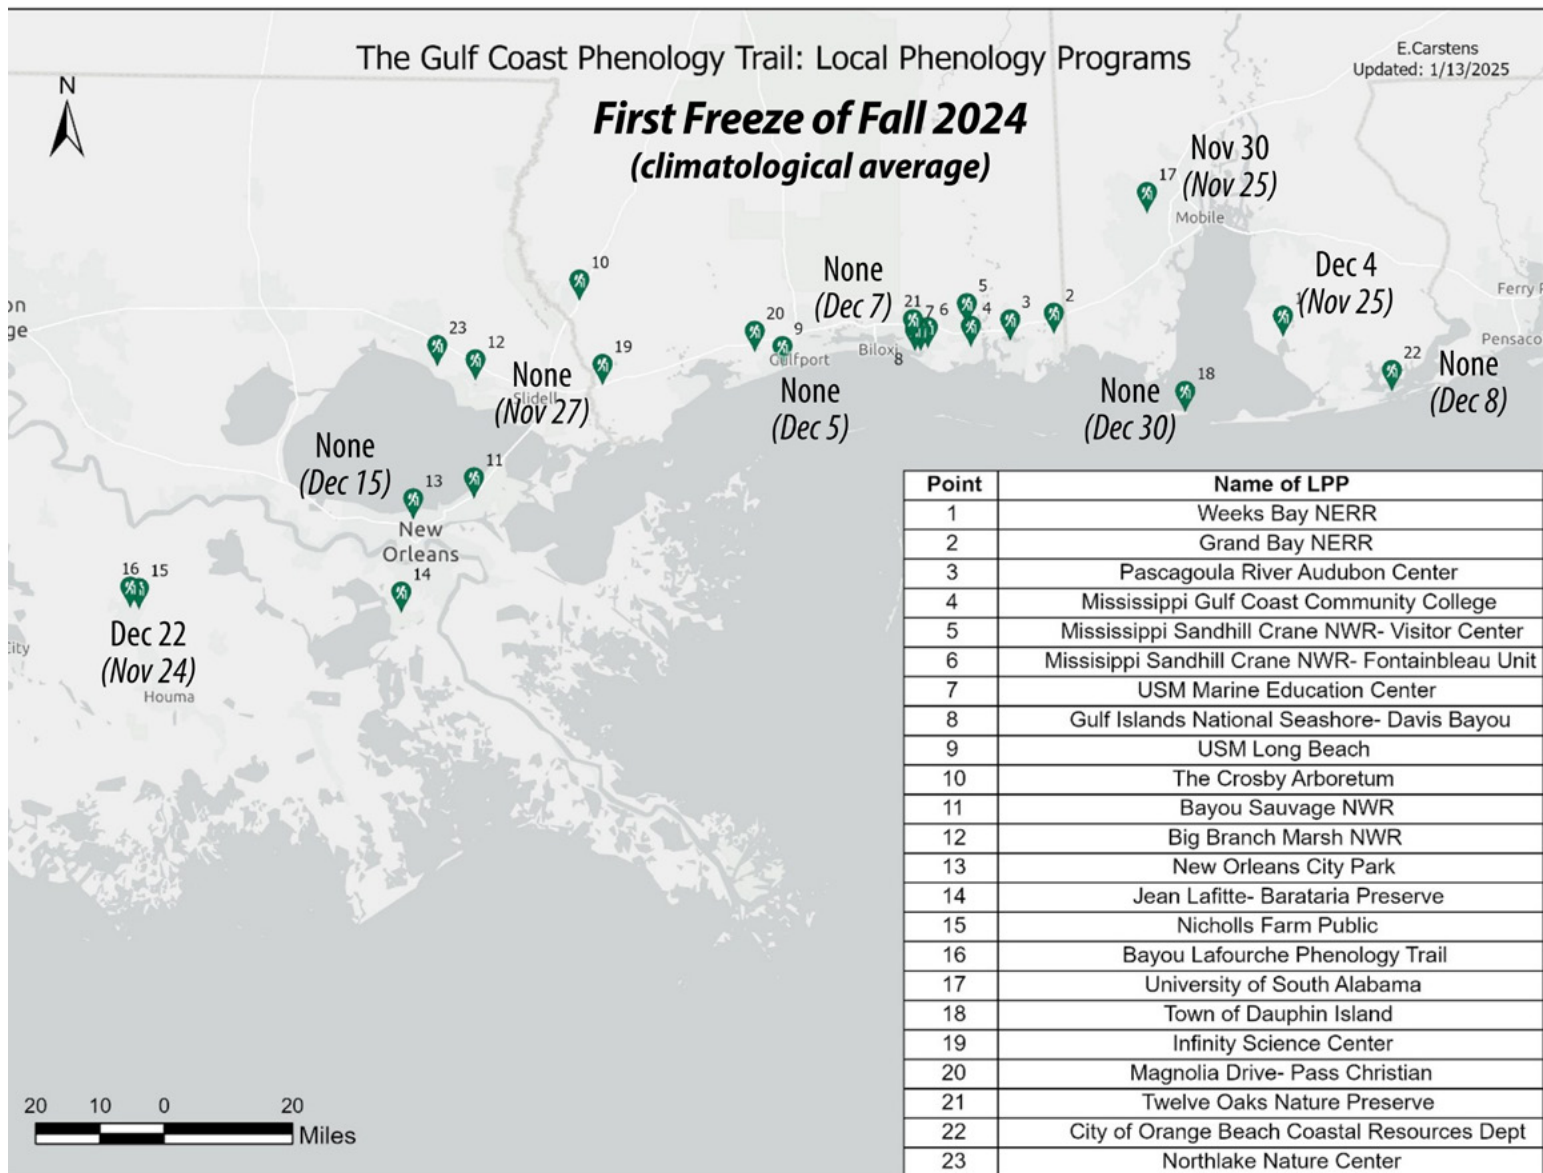 The Gulf Coast Phenology Trail: Local Phenology Programs
E.Carstens
Updated: 1/13/2025
N
First Freeze of Fall 2024
(climatological average)
Nov 30
(Nov 25)
17
Mobile
10
None
(Dec 7)
Dec 4
(Nov 25)
1
5
21
7
6
4
3
2
8
Biloxi
20
9
Gulfport
None
(Dec 5)
23
12
19
None
(Nov 27)
Slidell
18
None
(Dec 30)
22
None
(Dec 8)
Ferry P
Pensaco
on
ge
None
(Dec 15)
13
11
New
Orleans
14
16
15
Dec 22
(Nov 24)
City
Houma
Point Name of LPP
1 Weeks Bay NERR
2 Grand Bay NERR
3 Pascagoula River Audubon Center
4 Mississippi Gulf Coast Community College
5 Mississippi Sandhill Crane NWR- Visitor Center
6 Missisippi Sandhill Crane NWR- Fontainbleau Unit
7 USM Marine Education Center
8 Gulf Islands National Seashore- Davis Bayou
9 USM Long Beach
10 The Crosby Arboretum
11 Bayou Sauvage NWR
12 Big Branch Marsh NWR
13 New Orleans City Park
14 Jean Lafitte- Barataria Preserve
15 Nicholls Farm Public
16 Bayou Lafourche Phenology Trail
17 University of South Alabama
18 Town of Dauphin Island
19 Infinity Science Center
20 Magnolia Drive- Pass Christian
21 Twelve Oaks Nature Preserve
22 City of Orange Beach Coastal Resources Dept
23 Northlake Nature Center
20 10 0 20
Miles